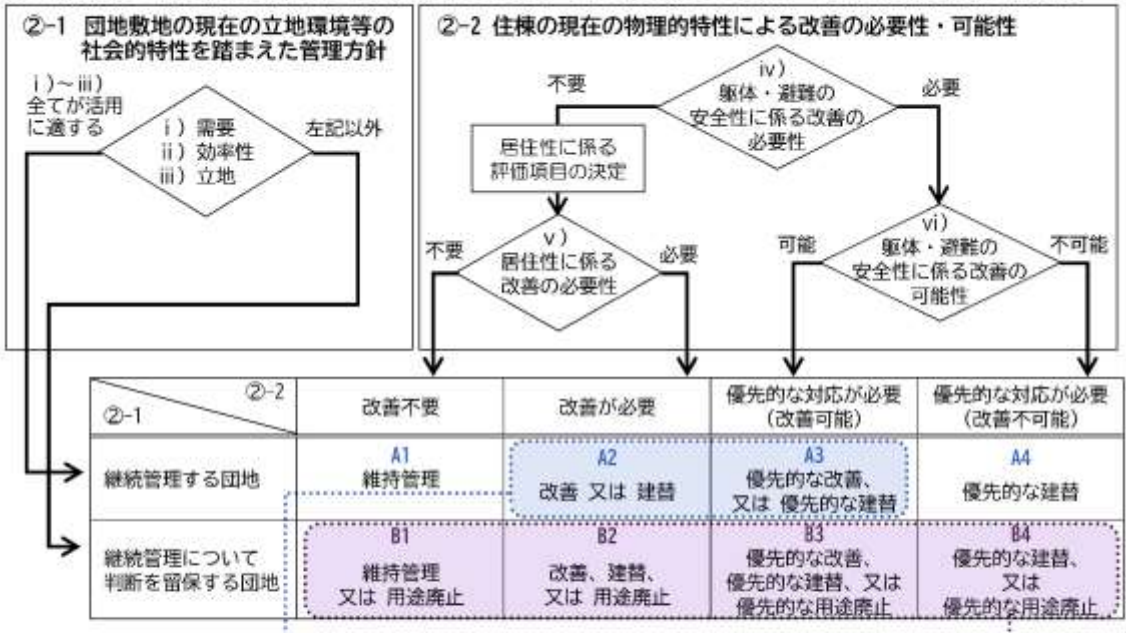 ②-1 団地敷地の現在の立地環境等の
社会的特性を踏まえた管理方針
ⅰ)～ⅲ)
全てが活用
に適する
ⅰ) 需要
ⅱ) 効率性
ⅲ) 立地
左記以外
②-2 住棟の現在の物理的特性による改善の必要性・可能性
不要
ⅳ)
躯体・避難の
安全性に係る改善の
必要性
必要
居住性に係る
評価項目の決定
不要
ⅴ)
居住性に係る
改善の必要性
必要
可能
ⅵ)
躯体・避難の
安全性に係る改善の
可能性
不可能
②-2
②-1
改善不要
改善が必要
優先的な対応が必要
(改善可能)
優先的な対応が必要
(改善不可能)
継続管理する団地
A1
維持管理
A2
改善 又は 建替
A3
優先的な改善、
又は 優先的な建替
A4
優先的な建替
継続管理について
判断を留保する団地
B1
維持管理
又は 用途廃止
B2
改善、建替、
又は 用途廃止
B3
優先的な改善、
優先的な建替、又は
優先的な用途廃止
B4
優先的な建替、
又は
優先的な用途廃止